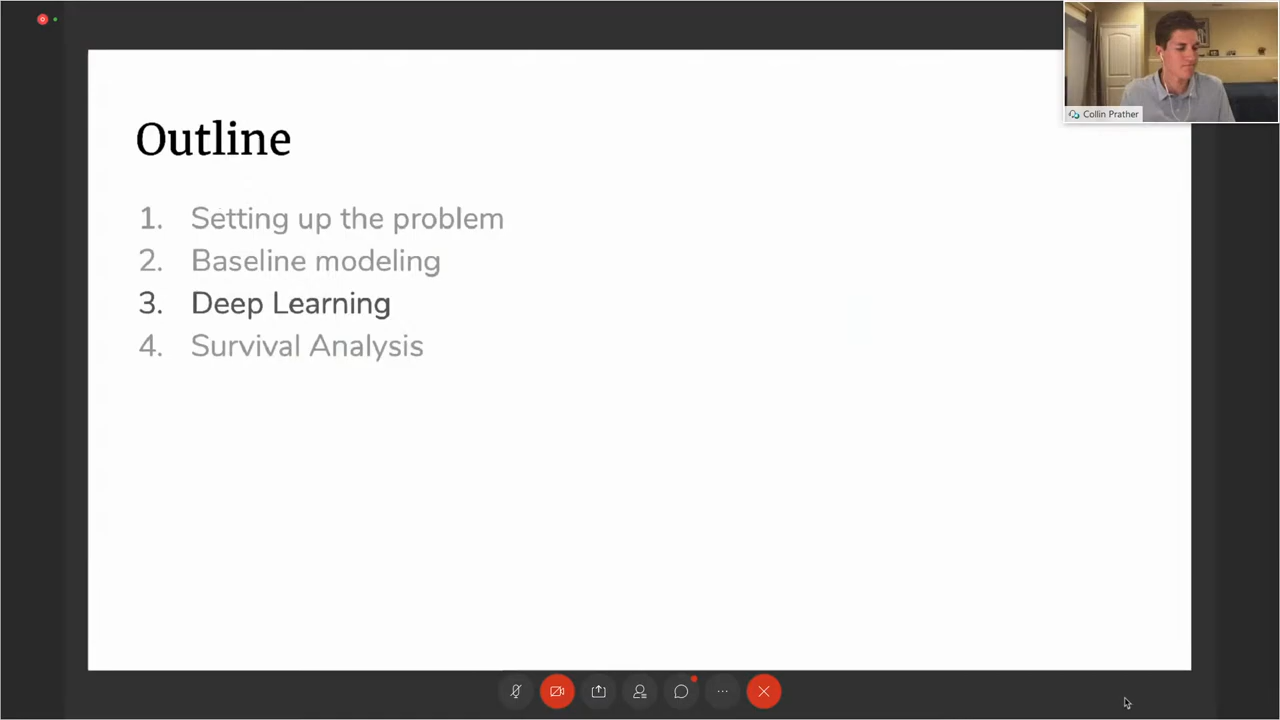 Collin Prather
Outline
1. Setting up the problem
2. Baseline modeling
3. Deep Learning
4. Survival Analysis